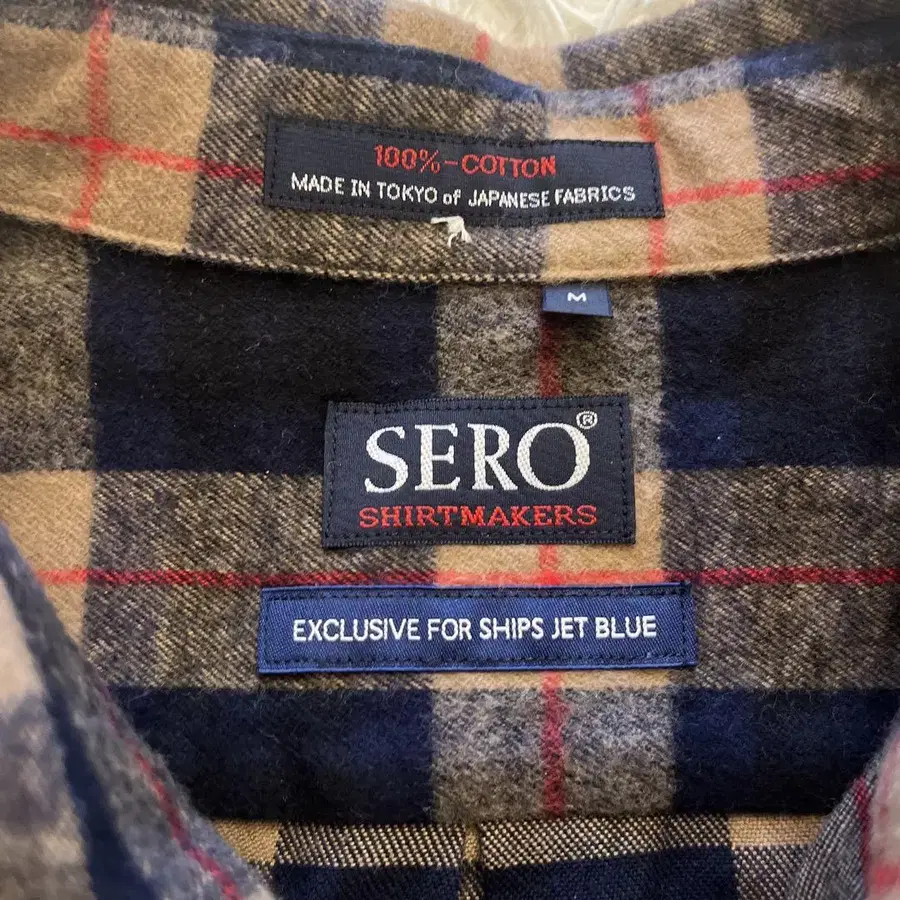 100%-COTTON
MADE IN TOKYO of JAPANESE FABRICS
M
SERO®
SHIRTMAKERS
EXCLUSIVE FOR SHIPS JET BLUE